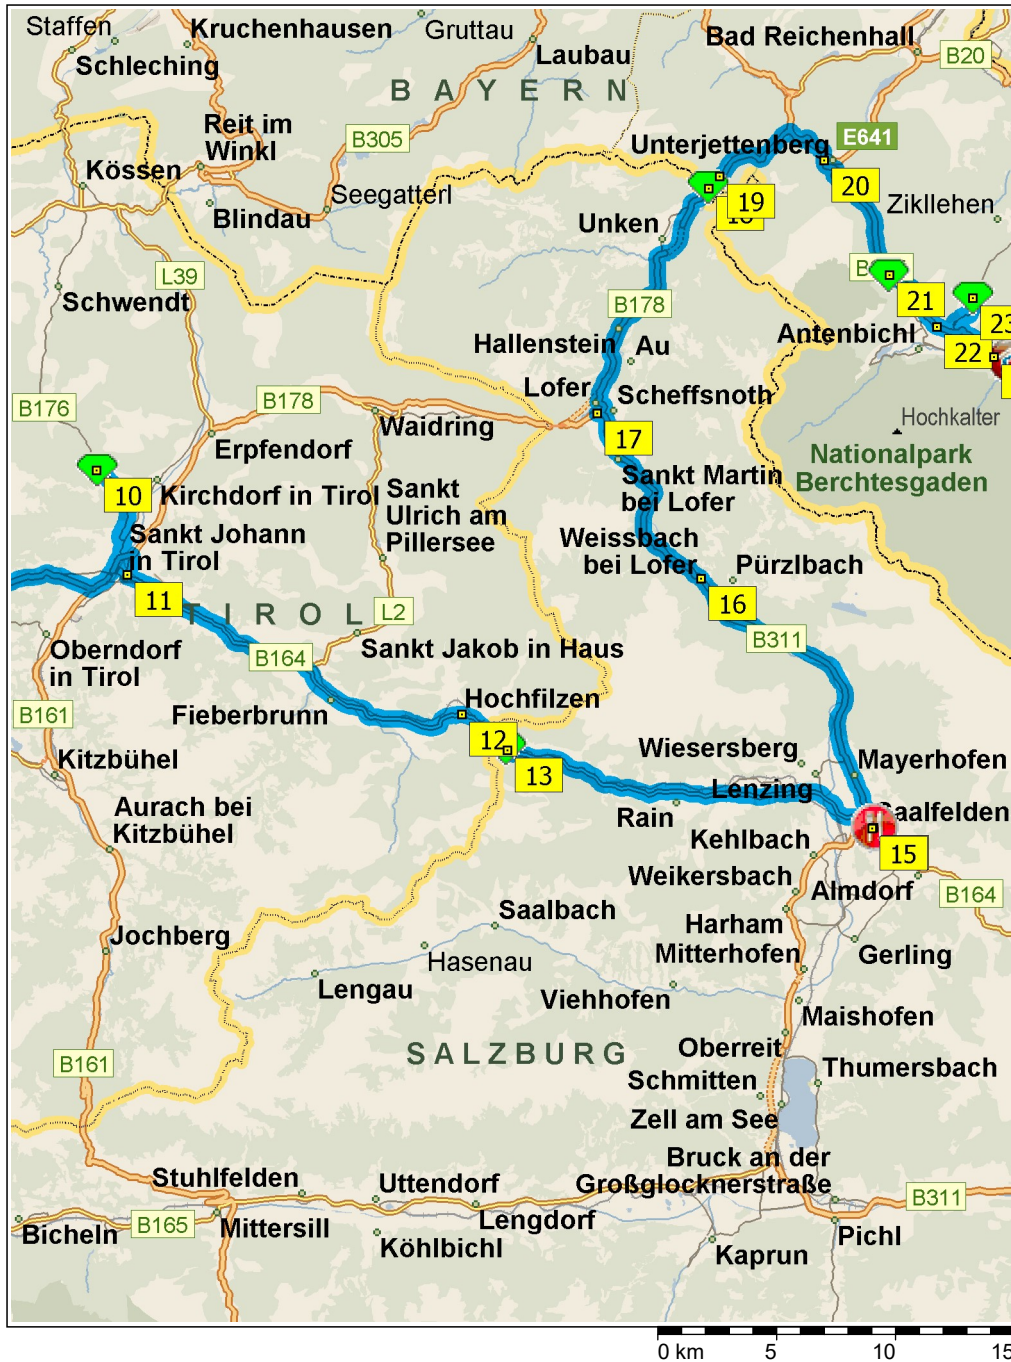 Staffen
Kruchenhausen
Gruttau
Laubau
Bad Reichenhall
B20
Schleching
B A Y E R N
Reit im
Winkl
B305
Unterjettenberg
E641
Kössen
Seegatterl
19
20
Ziklлehen
Blindau
Unken
L39
B178
21
Schwendt
23
Hallenstein
Au
Antenbichl
22
Lofer
Scheffsnoth
B176
B178
Waidring
17
Hochkalter
Erpfendorf
Nationalpark
Berchtesgaden
10
Kirchdorf in Tirol
Sankt
Ulrich am
Pillersee
Sankt Martin
bei Lofer
Sankt Johann
in Tirol
Weissbach
bei Lofer
Pürzlbach
11
T I R O L
L2
16
B311
Oberndorf
in Tirol
B164
Sankt Jakob in Haus
B161
Fieberbrunn
Hochfilzen
12
13
Wiesersberg
Mayerhofen
Kitzbühel
Lenzing
Aurach bei
Kitzbühel
Rain
Saalfelden
Kehlbach
15
Weikersbach
Almdorf
B164
Saalbach
Harham
Jochberg
Hasenau
Mitterhofen
Gerling
Lengau
Viehhofen
Maishofen
S A L Z B U R G
Oberreit
B161
Thumersbach
Schmitten
Zell am See
Bruck an der
Großglocknerstraße
Stuhlfelden
Uttendorf
B311
Bicheln
B165
Mittersill
Lengdorf
Pichl
Köhlbichl
Kaprun
0 km
5
10
15